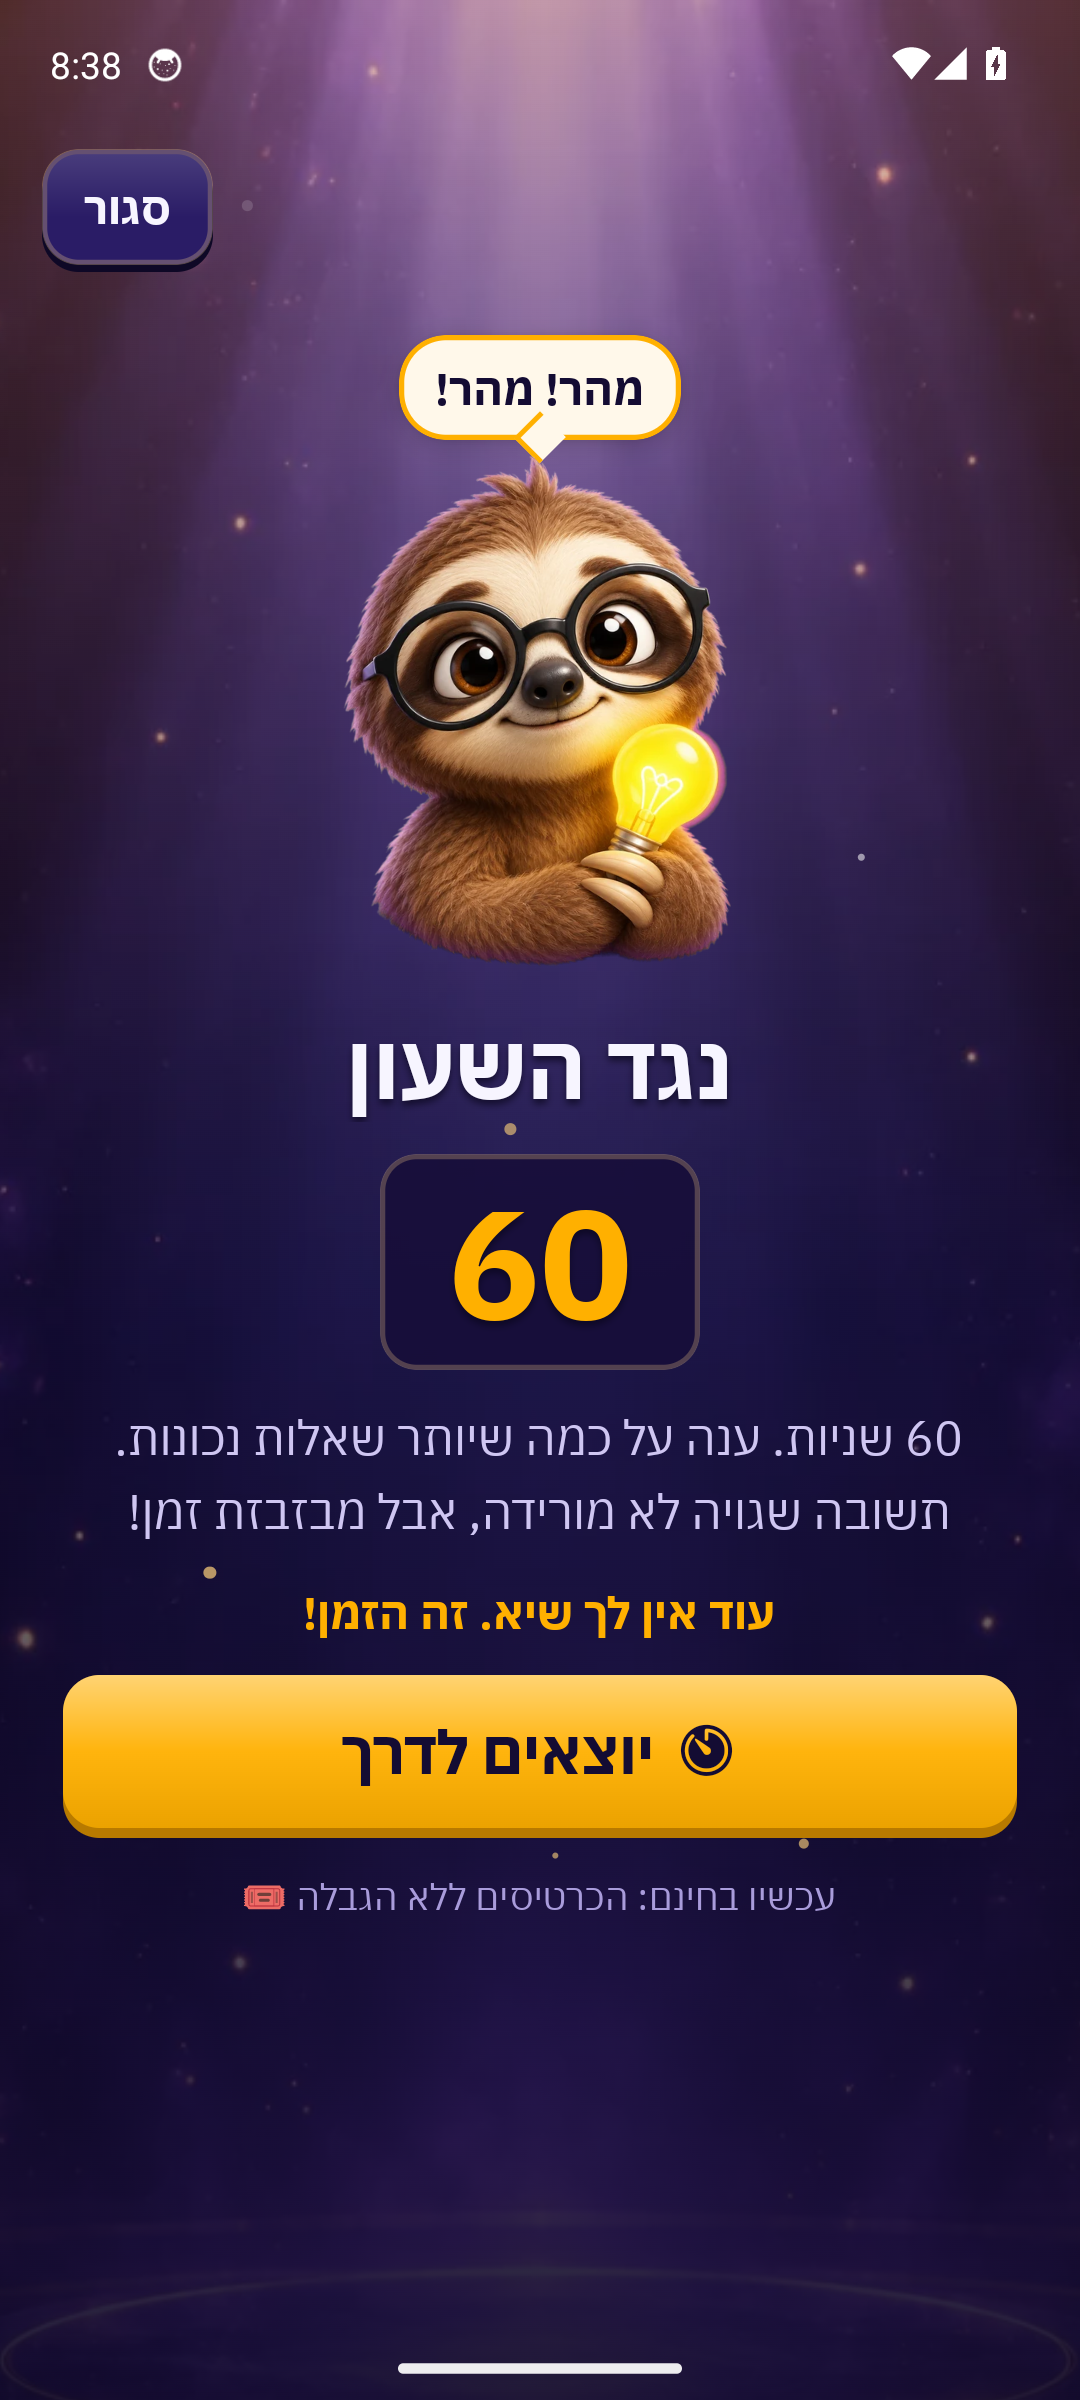 8:38
סגור
מהר! מהר!
נגד השעון
60
60 שניות. ענה על כמה שיותר שאלות נכונות.
תשובה שגויה לא מורידה, אבל מבזבזת זמן!
עוד אין לך שיא. זה הזמן!
יוצאים לדרך
עכשיו בחינם: הכרטיסים ללא הגבלה